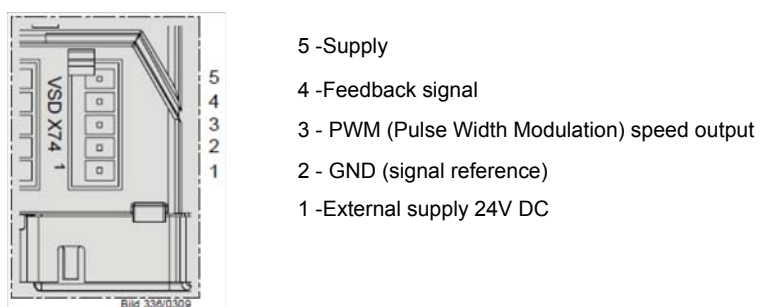 VSD X74 1
5
4
3
2
1
Bild 336/0309
5 -Supply
4 -Feedback signal
3 - PWM (Pulse Width Modulation) speed output
2 - GND (signal reference)
1 -External supply 24V DC